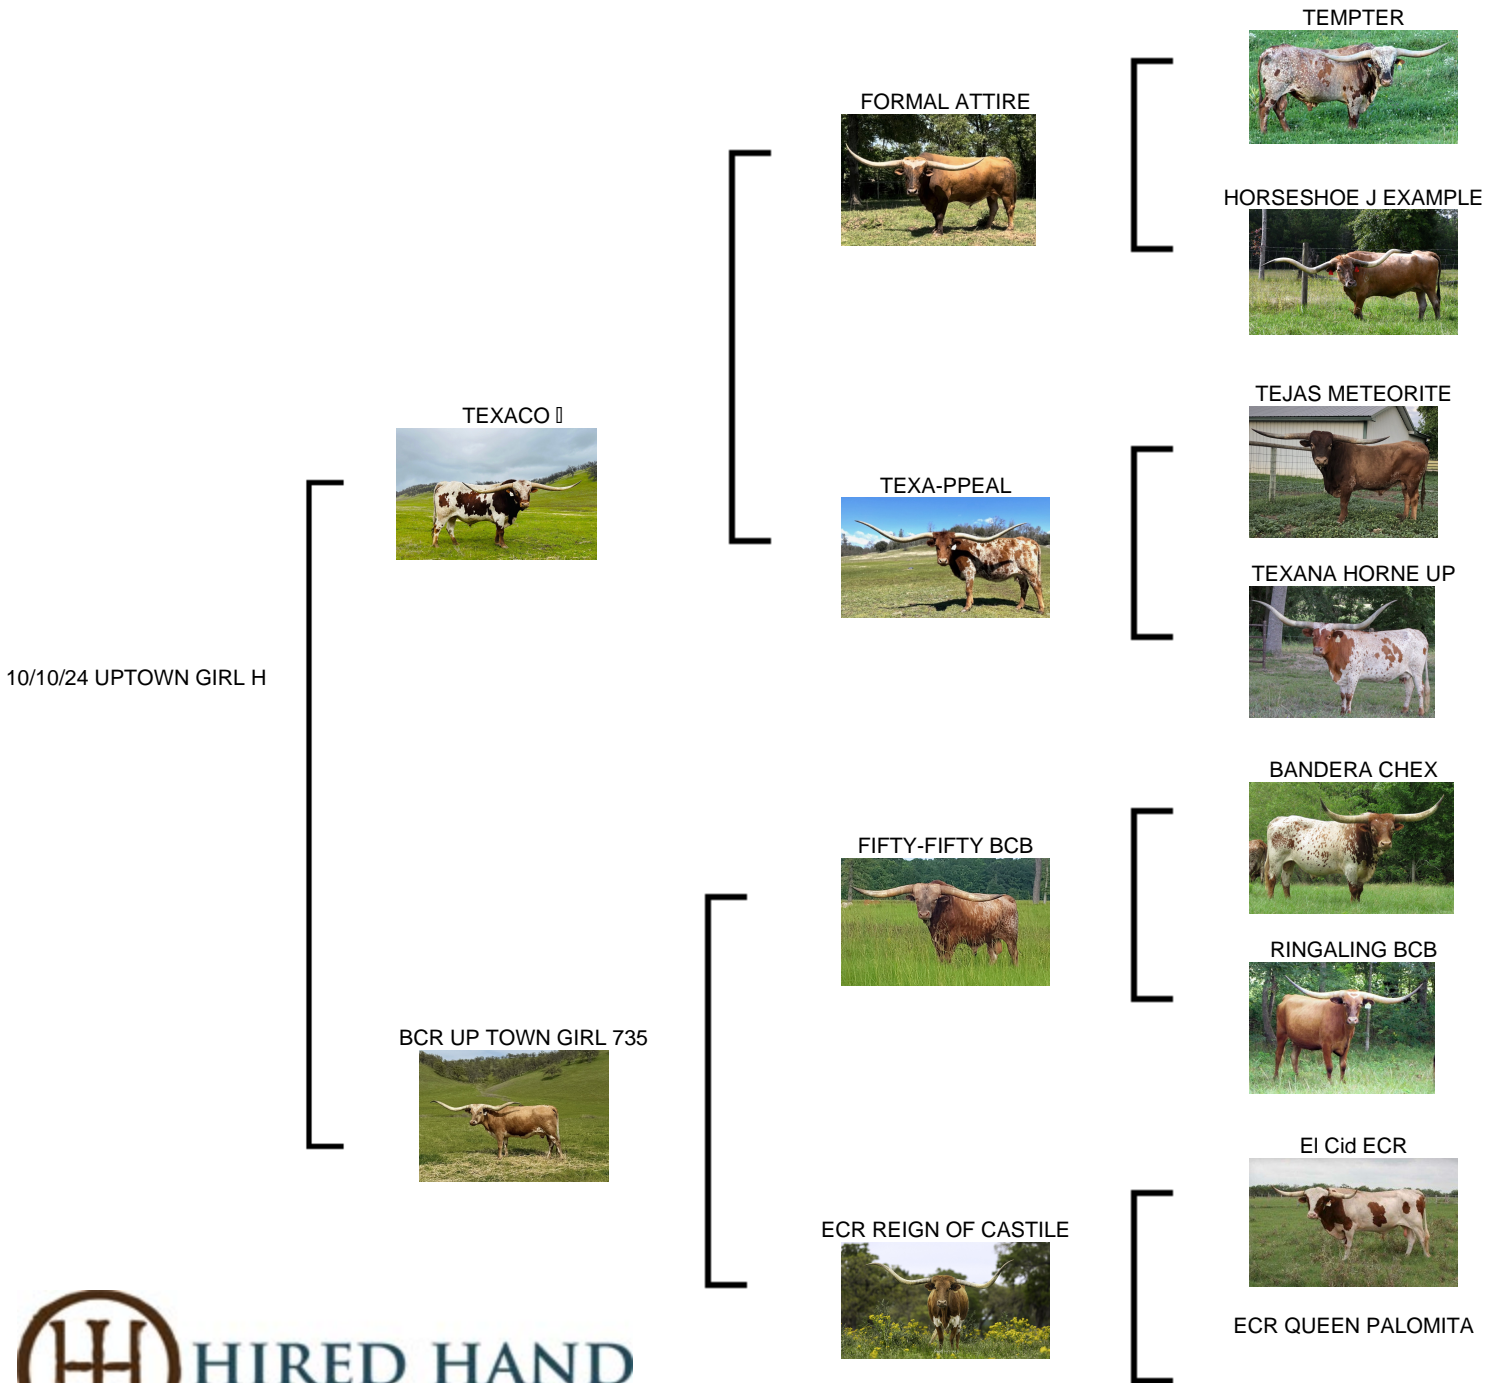 TEMPTER
FORMAL ATTIRE
HORSESHOE J EXAMPLE
TEJAS METEORITE
TEXACO
TEXA-PPEAL
TEXANA HORNE UP
10/10/24 UPTOWN GIRL H
BANDERA CHEX
FIFTY-FIFTY BCB
RINGALING BCB
BCR UP TOWN GIRL 735
El Cid ECR
ECR REIGN OF CASTILE
ECR QUEEN PALOMITA
HIRED HAND